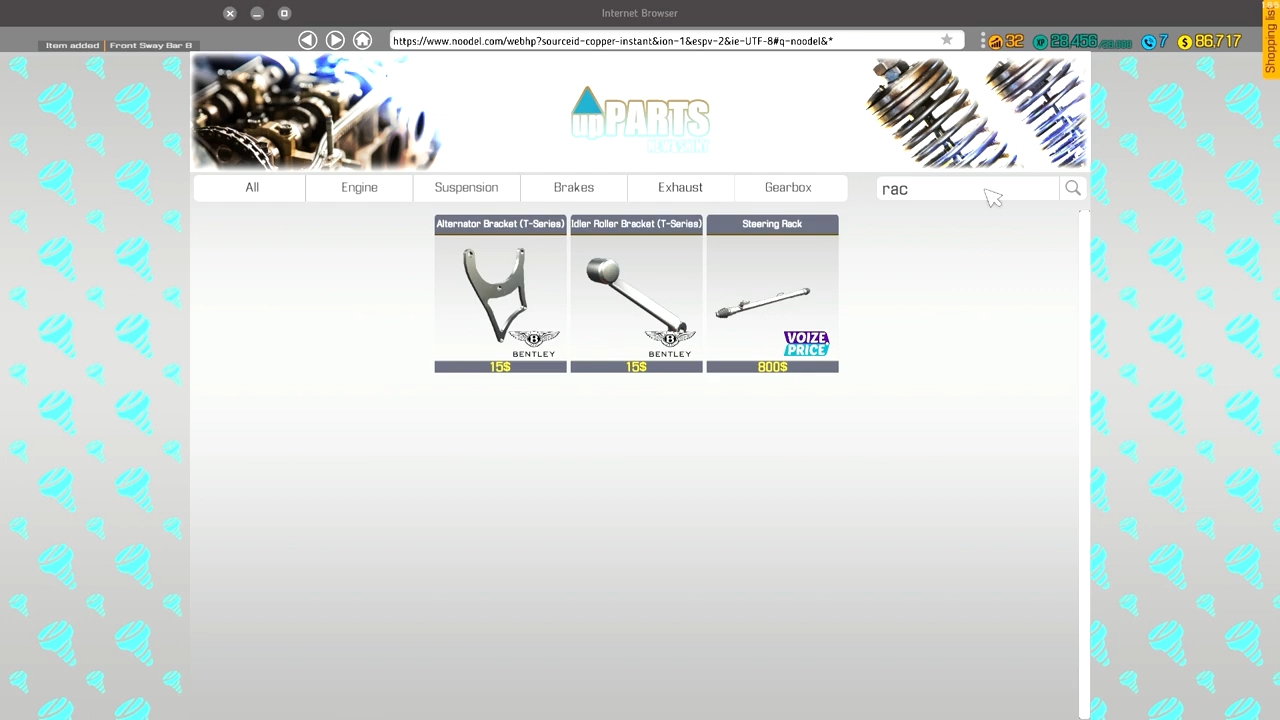 Internet Browser
Item added | Front Sway Bar B
https://www.noodel.com/webhp?sourceid-copper-instant&ion-1&espv-2&ie-UTF-8#q-noodel&*
32
XP 28,456
7
$ 86,717
Shopping list
upPARTS
All
Engine
Suspension
Brakes
Exhaust
Gearbox
rac
Alternator Bracket (T-Series)
Idler Roller Bracket (T-Series)
Steering Rack
B
BENTLEY
B
BENTLEY
VOIZE
PRICE
15$
15$
800$